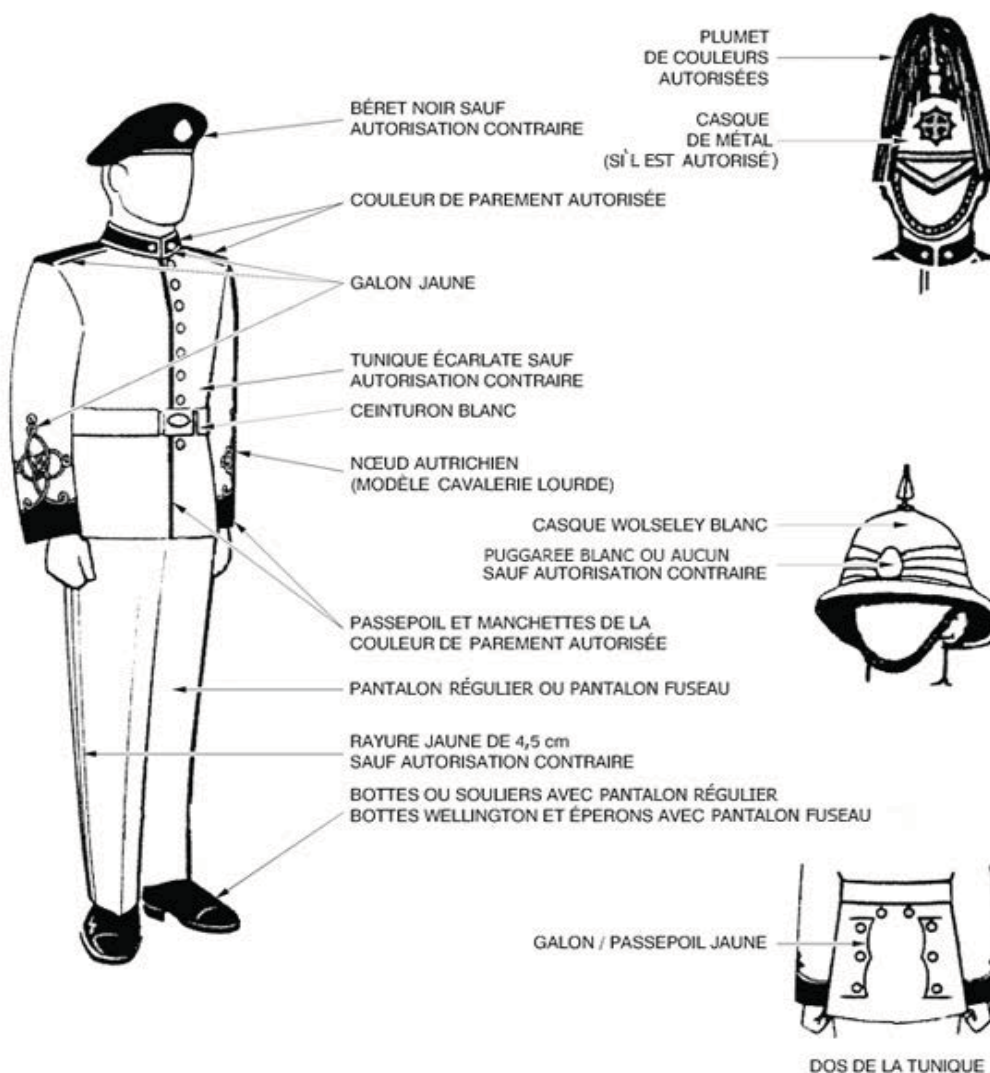 PLUMET
DE COULEURS
AUTORISÉES
CASQUE
DE MÉTAL
(SI`L EST AUTORISÉ)
BÉRET NOIR SAUF
AUTORISATION CONTRAIRE
COULEUR DE PAREMENT AUTORISÉE
GALON JAUNE
TUNIQUE ÉCARLATE SAUF
AUTORISATION CONTRAIRE
CEINTURON BLANC
NŒUD AUTRICHIEN
(MODÈLE CAVALERIE LOURDE)
CASQUE WOLSELEY BLANC
PUGGAREE BLANC OU AUCUN
SAUF AUTORISATION CONTRAIRE
PASSEPOIL ET MANCHETTES DE LA
COULEUR DE PAREMENT AUTORISÉE
PANTALON RÉGULIER OU PANTALON FUSEAU
RAYURE JAUNE DE 4,5 cm
SAUF AUTORISATION CONTRAIRE
BOTTES OU SOULIERS AVEC PANTALON RÉGULIER
BOTTES WELLINGTON ET ÉPERONS AVEC PANTALON FUSEAU
GALON / PASSEPOIL JAUNE
DOS DE LA TUNIQUE